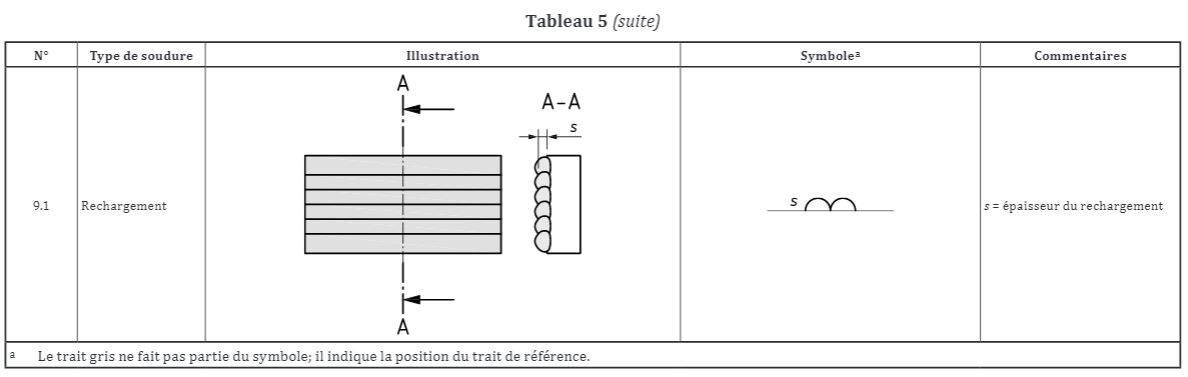 Tableau 5 (suite)
N° Type de soudure Illustration Symboleᵃ Commentaires
A
A–A
s
9.1 Rechargement s s = épaisseur du rechargement
A
a Le trait gris ne fait pas partie du symbole; il indique la position du trait de référence.